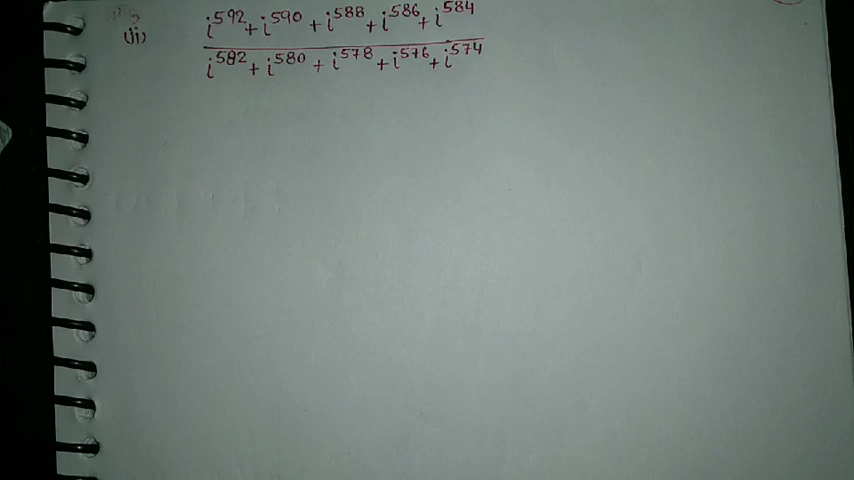 (ii) i^592 + i^590 + i^588 + i^586 + i^584
i^582 + i^580 + i^578 + i^576 + i^574